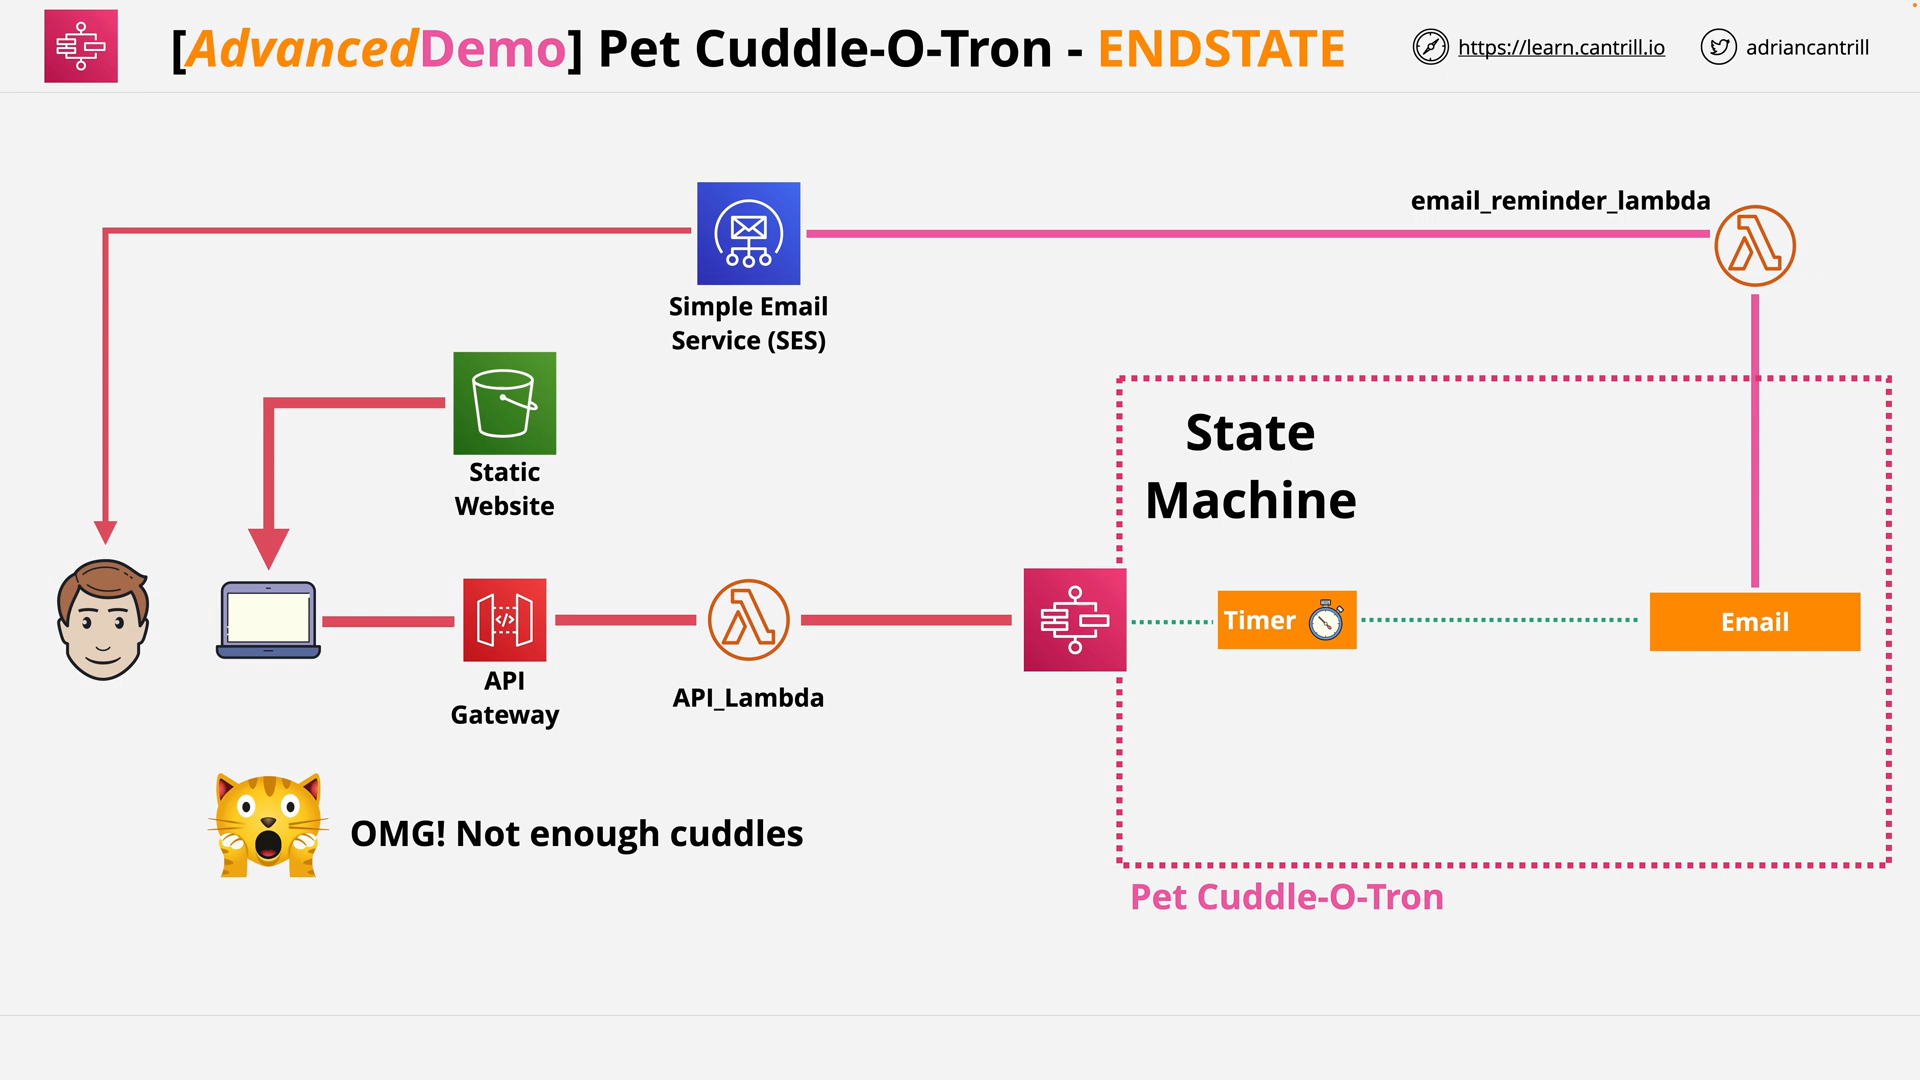 [AdvancedDemo] Pet Cuddle-O-Tron - ENDSTATE
https://learn.cantrill.io
adriancantrill
email_reminder_lambda
Simple Email
Service (SES)
Static
Website
State
Machine
Timer
Email
API
Gateway
API_Lambda
OMG! Not enough cuddles
Pet Cuddle-O-Tron